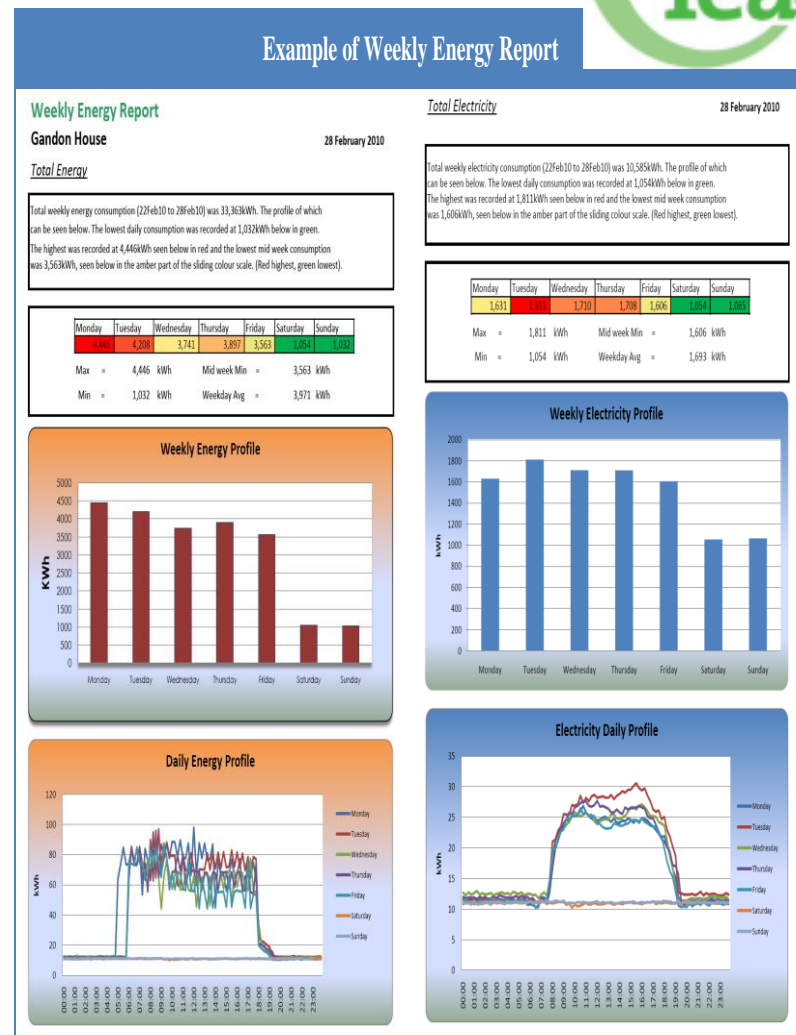 Example of Weekly Energy Report
Weekly Energy Report
Gandon House
28 February 2010
Total Energy
Total weekly energy consumption (22Feb10 to 28Feb10) was 33,363kWh. The profile of which
can be seen below. The lowest daily consumption was recorded at 1,032kWh below in green.
The highest was recorded at 4,446kWh seen below in red and the lowest mid week consumption
was 3,563kWh, seen below in the amber part of the sliding colour scale. (Red highest, green lowest).
Monday Tuesday Wednesday Thursday Friday Saturday Sunday
4,446 4,208 3,741 3,897 3,563 1,054 1,032
Max = 4,446 kWh Mid week Min = 3,563 kWh
Min = 1,032 kWh Weekday Avg = 3,971 kWh
Weekly Energy Profile
5000
4500
4000
3500
3000
2500
2000
1500
1000
500
0
KWh
Monday Tuesday Wednesday Thursday Friday Saturday Sunday
Daily Energy Profile
120
100
80
60
40
20
0
kWh
00:00 01:00 02:00 03:00 04:00 05:00 06:00 07:00 08:00 09:00 10:00 11:00 12:00 13:00 14:00 15:00 16:00 17:00 18:00 19:00 20:00 21:00 22:00 23:00
Monday
Tuesday
Wednesday
Thursday
Friday
Saturday
Sunday
Total Electricity
28 February 2010
Total weekly electricity consumption (22Feb10 to 28Feb10) was 10,585kWh. The profile of which
can be seen below. The lowest daily consumption was recorded at 1,054kWh below in green.
The highest was recorded at 1,811kWh seen below in red and the lowest mid week consumption
was 1,606kWh, seen below in the amber part of the sliding colour scale. (Red highest, green lowest).
Monday Tuesday Wednesday Thursday Friday Saturday Sunday
1,631 1,811 1,710 1,708 1,606 1,054 1,065
Max = 1,811 kWh Mid week Min = 1,606 kWh
Min = 1,054 kWh Weekday Avg = 1,693 kWh
Weekly Electricity Profile
2000
1800
1600
1400
1200
1000
800
600
400
200
0
kWh
Monday Tuesday Wednesday Thursday Friday Saturday Sunday
Electricity Daily Profile
35
30
25
20
15
10
5
0
kWh
00:00 01:00 02:00 03:00 04:00 05:00 06:00 07:00 08:00 09:00 10:00 11:00 12:00 13:00 14:00 15:00 16:00 17:00 18:00 19:00 20:00 21:00 22:00 23:00
Monday
Tuesday
Wednesday
Thursday
Friday
Saturday
Sunday